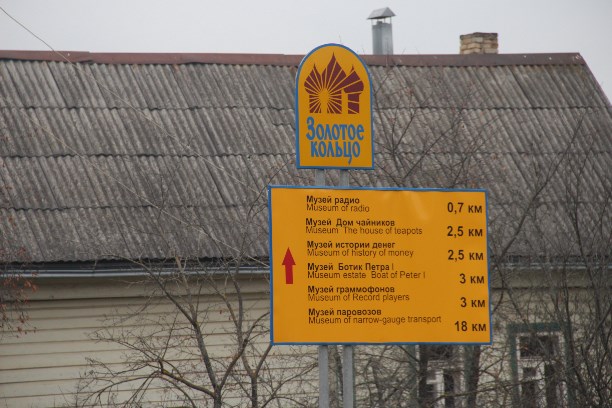 Золотое
кольцо
Музей радио 0,7 км
Museum of radio
Музей Дом чайников 2,5 км
Museum The house of teapots
Музей истории денег 2,5 км
Museum of history of money
Музей Ботик Петра I 3 км
Museum estate Boat of Peter I
Музей граммофонов 3 км
Museum of Record players
Музей паровозов 18 км
Museum of narrow-gauge transport